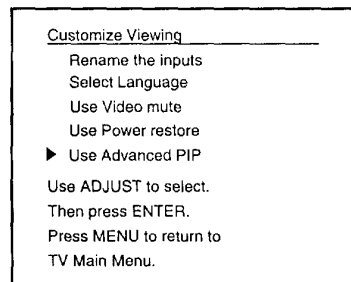 Customize Viewing
Rename the inputs
Select Language
Use Video mute
Use Power restore
▶ Use Advanced PIP
Use ADJUST to select.
Then press ENTER.
Press MENU to return to
TV Main Menu.